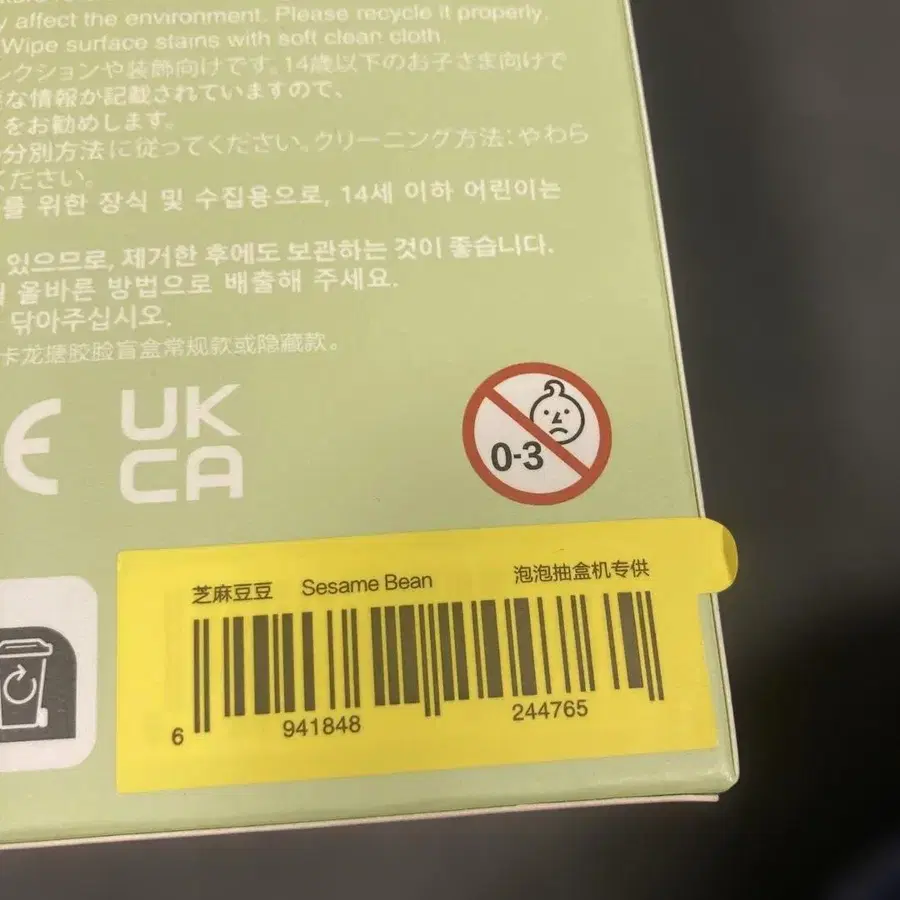 y affect the environment. Please recycle it properly.
Wipe surface stains with soft clean cloth.
レクションや装飾向けです。14歳以下のお子さま向けで
な情報が記載されていますので、
をお勧めします。
分別方法に従ってください。クリーニング方法：やわら
ください。
를 위한 장식 및 수집용으로, 14세 이하 어린이는
있으므로, 제거한 후에도 보관하는 것이 좋습니다.
올바른 방법으로 배출해 주세요.
닦아주십시오.
卡龙搪胶脸盲盒常规款或隐藏款。
CE
UK
CA
0-3
芝麻豆豆 Sesame Bean 泡泡抽盒机专供
6 941848 244765